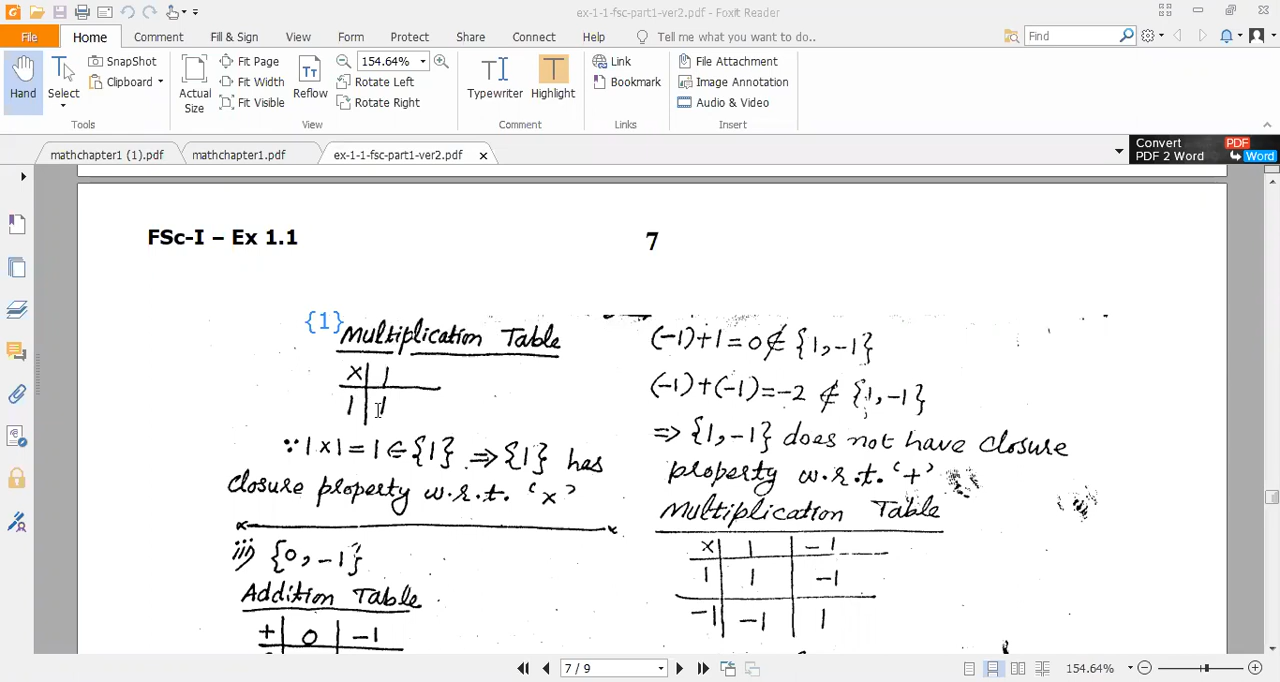 ex-1-1-fsc-part1-ver2.pdf - Foxit Reader
File Home Comment Fill & Sign View Form Protect Share Connect Help Tell me what you want to do.. Find
Hand Select SnapShot Clipboard Actual Size Fit Page Fit Width Fit Visible Reflow 154.64% Rotate Left Rotate Right Typewriter Highlight Link Bookmark File Attachment Image Annotation Audio & Video
Tools View Comment Links Insert
mathchapter1 (1).pdf mathchapter1.pdf ex-1-1-fsc-part1-ver2.pdf
Convert PDF
PDF 2 Word Word
FSc-I – Ex 1.1 7
{1} Multiplication Table
× | 1
1 | 1
∵ 1×1 = 1 ∈ {1} ⇒ {1} has
closure property w.r.t. '×'
iii) {0, -1}
Addition Table
+ | 0 | -1
(-1)+1 = 0 ∉ {1, -1}
(-1)+(-1) = -2 ∉ {1, -1}
⇒ {1, -1} does not have closure
property w.r.t. '+'
Multiplication Table
× | 1 | -1
1 | 1 | -1
-1 | -1 | 1
7 / 9 154.64%